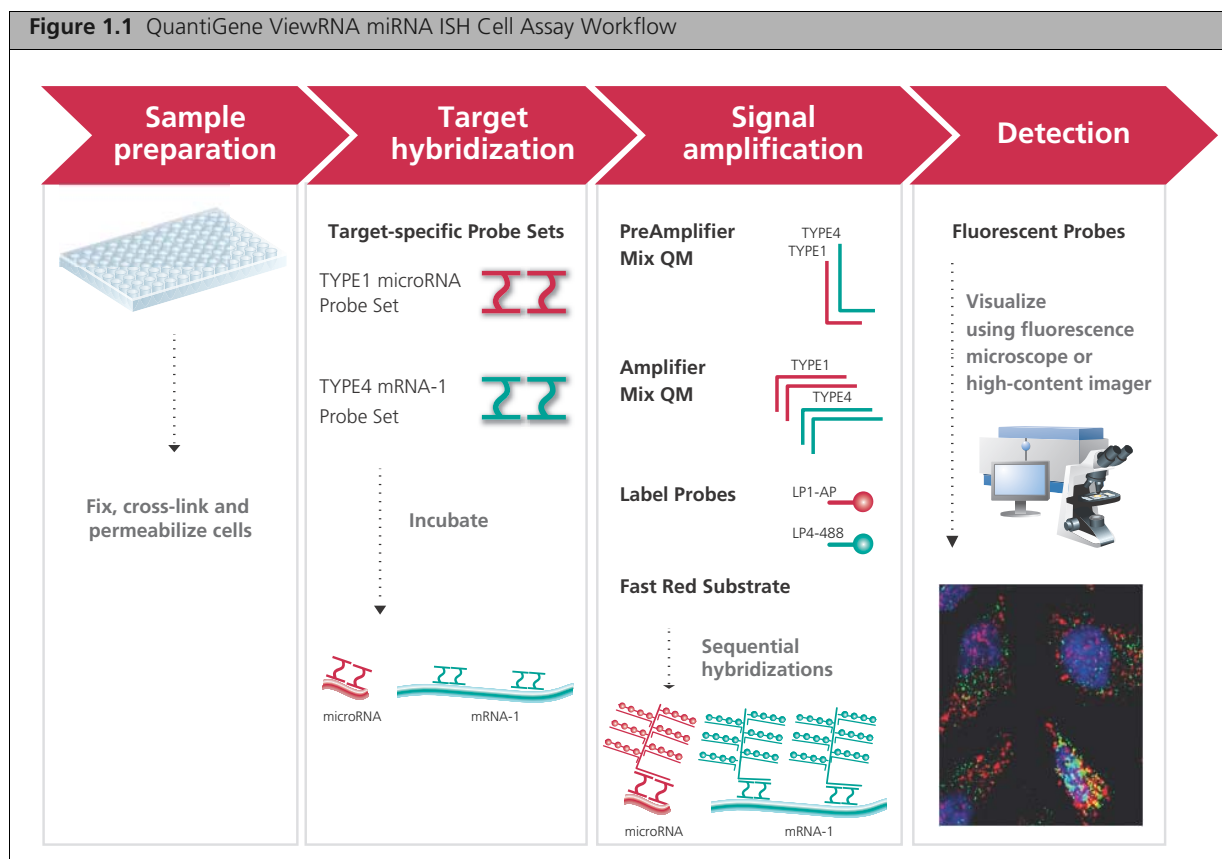 Figure 1.1 QuantiGene ViewRNA miRNA ISH Cell Assay Workflow
Sample
preparation
Target
hybridization
Signal
amplification
Detection
Fix, cross-link and
permeabilize cells
Target-specific Probe Sets
TYPE1 microRNA
Probe Set
TYPE4 mRNA-1
Probe Set
Incubate
microRNA
mRNA-1
PreAmplifier
Mix QM
TYPE4
TYPE1
Amplifier
Mix QM
TYPE1
TYPE4
Label Probes
LP1-AP
LP4-488
Fast Red Substrate
Sequential
hybridizations
microRNA
mRNA-1
Fluorescent Probes
Visualize
using fluorescence
microscope or
high-content imager